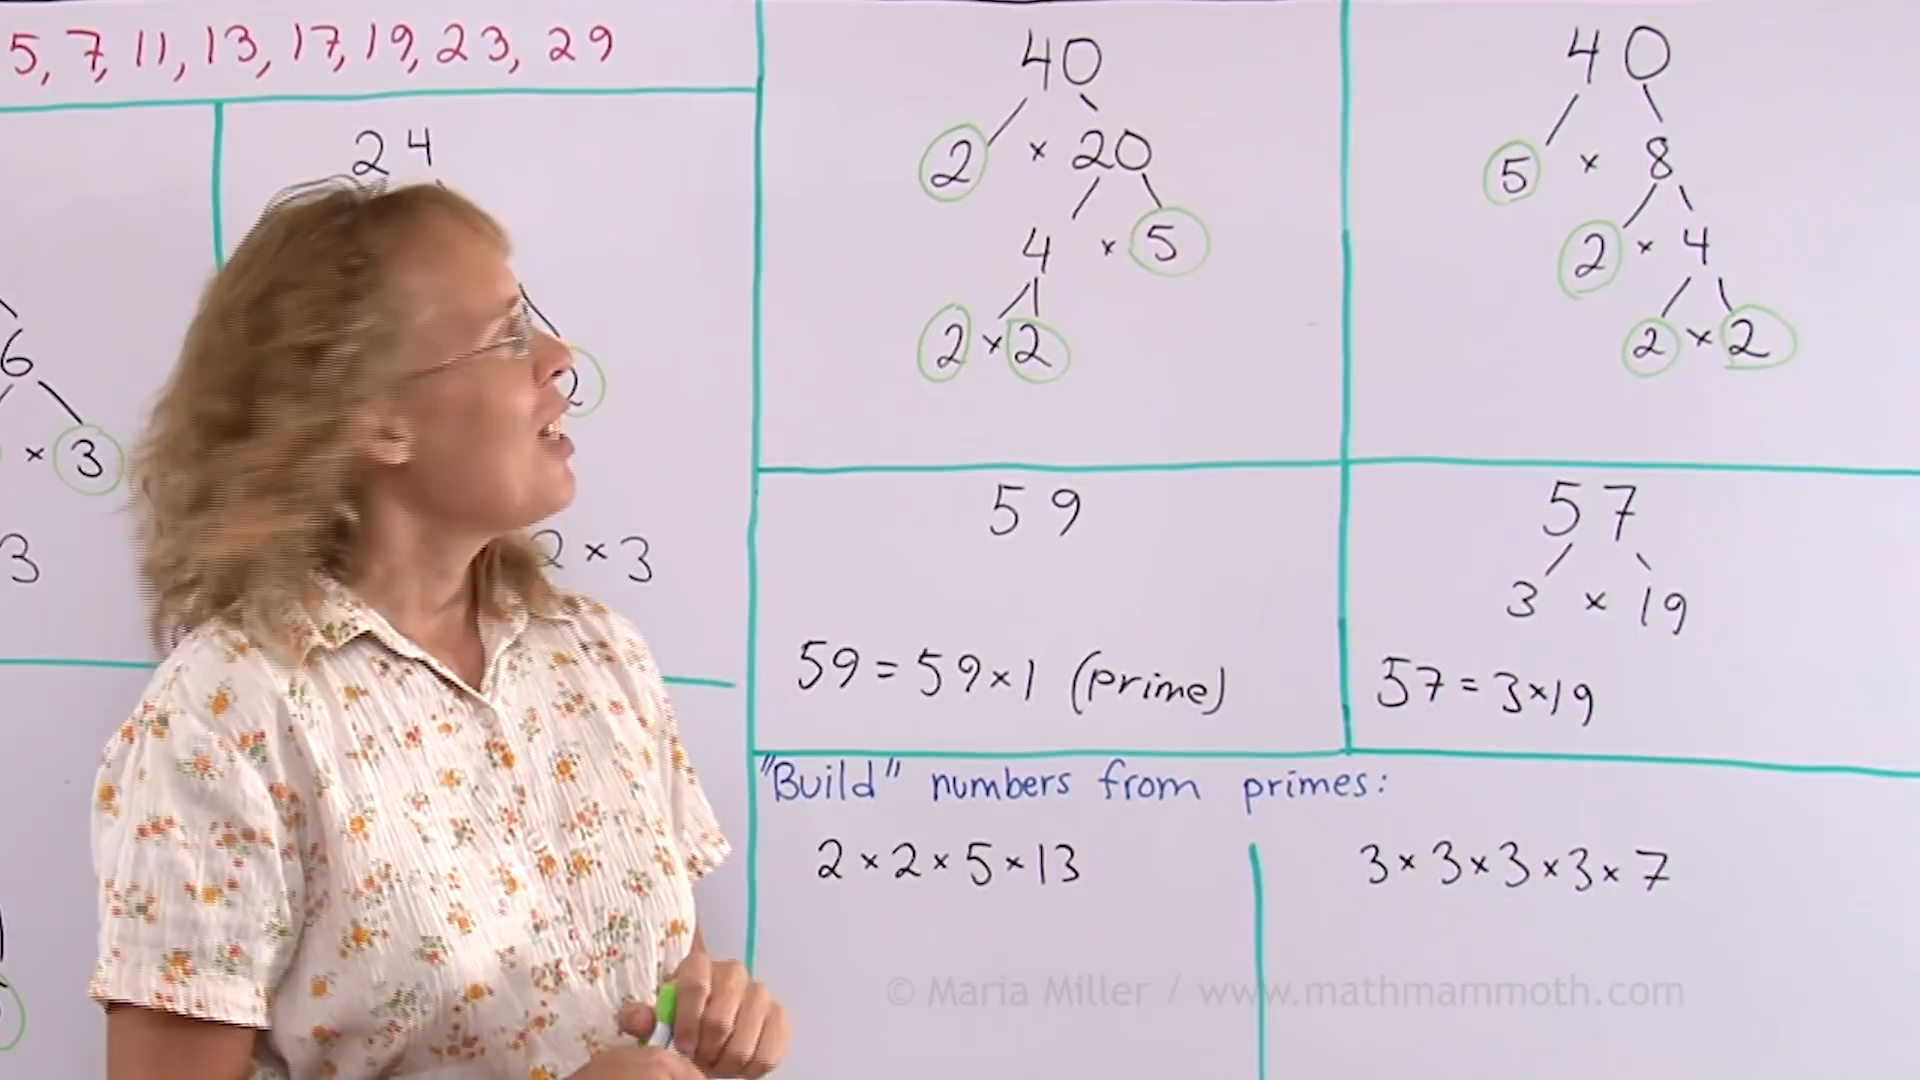 5, 7, 11, 13, 17, 19, 23, 29
24
6
2
× 3
3
2 × 3
40
2 × 20
4 × 5
2 × 2
40
5 × 8
2 × 4
2 × 2
59
59 = 59 × 1 (prime)
57
3 × 19
57 = 3 × 19
"Build" numbers from primes:
2 × 2 × 5 × 13
3 × 3 × 3 × 3 × 7
© Maria Miller / www.mathmammoth.com